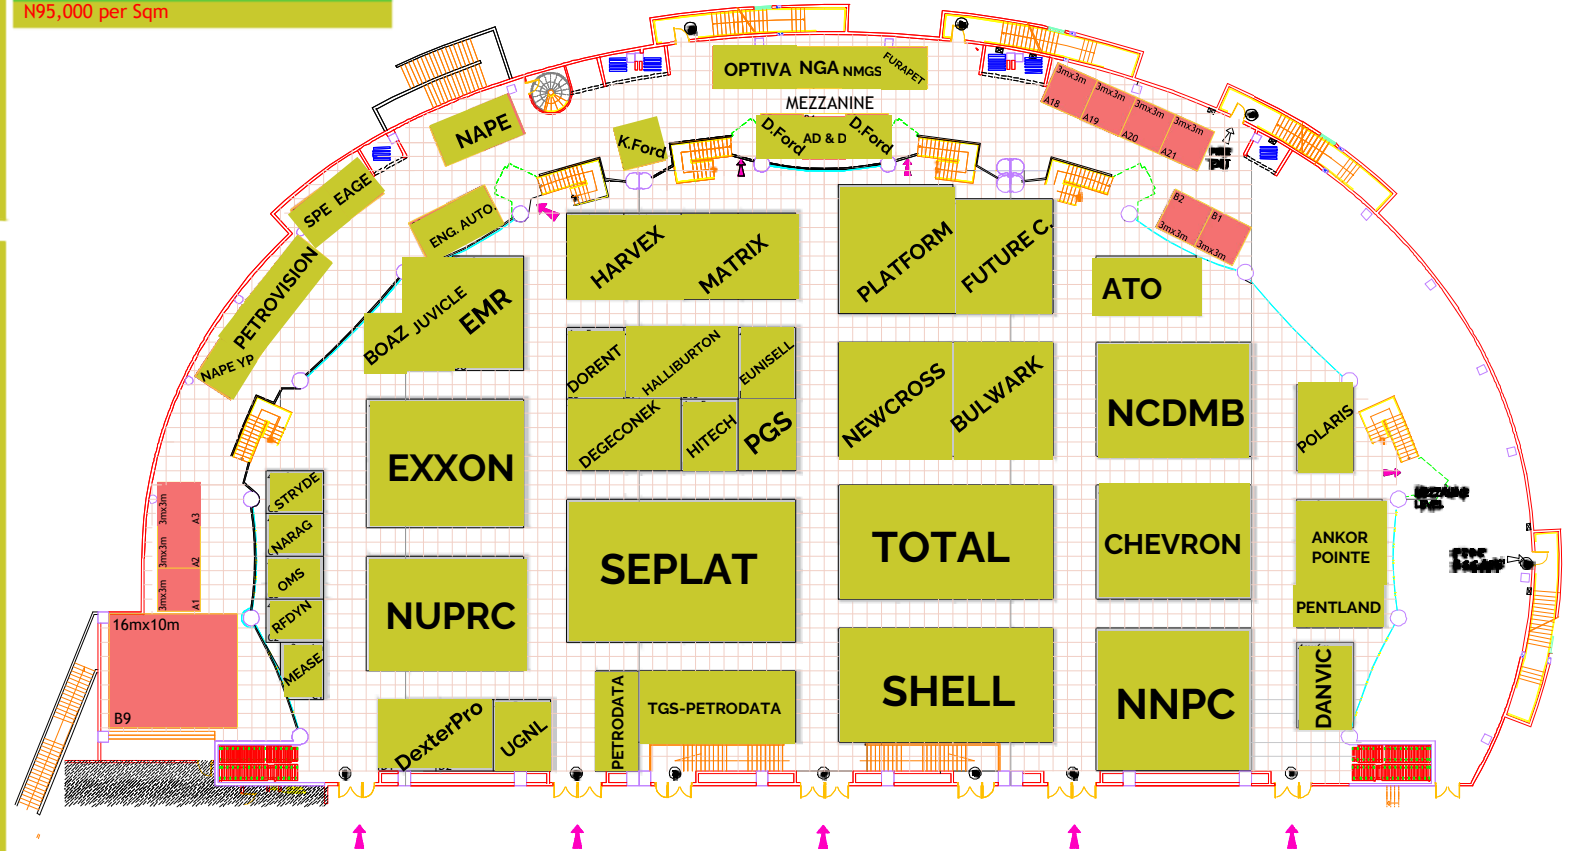 N95,000 per Sqm
OPTIVA
NGA
NMGS
FURAPET
MEZZANINE
D.Ford
AD & D
D.Ford
K.Ford
NAPE
SPE
EAGE
ENG. AUTO.
PETROVISION
NAPE YP
3mx3m
A18
3mx3m
A19
3mx3m
A20
3mx3m
A21
B2
3mx3m
B1
3mx3m
HARVEX
MATRIX
PLATFORM
FUTURE C.
ATO
BOAZ
JUVICLE
EMR
DORENT
HALLIBURTON
EUNISELL
DEGECONEK
HITECH
PGS
NEWCROSS
BULWARK
NCDMB
POLARIS
EXXON
STRYDE
NARAG
OMS
RFDYN
MEASE
3mx3m
A3
3mx3m
A2
3mx3m
A1
16mx10m
B9
SEPLAT
TOTAL
CHEVRON
ANKOR
POINTE
PENTLAND
NUPRC
SHELL
NNPC
DANVIC
DexterPro
UGNL
PETRODATA
TGS-PETRODATA